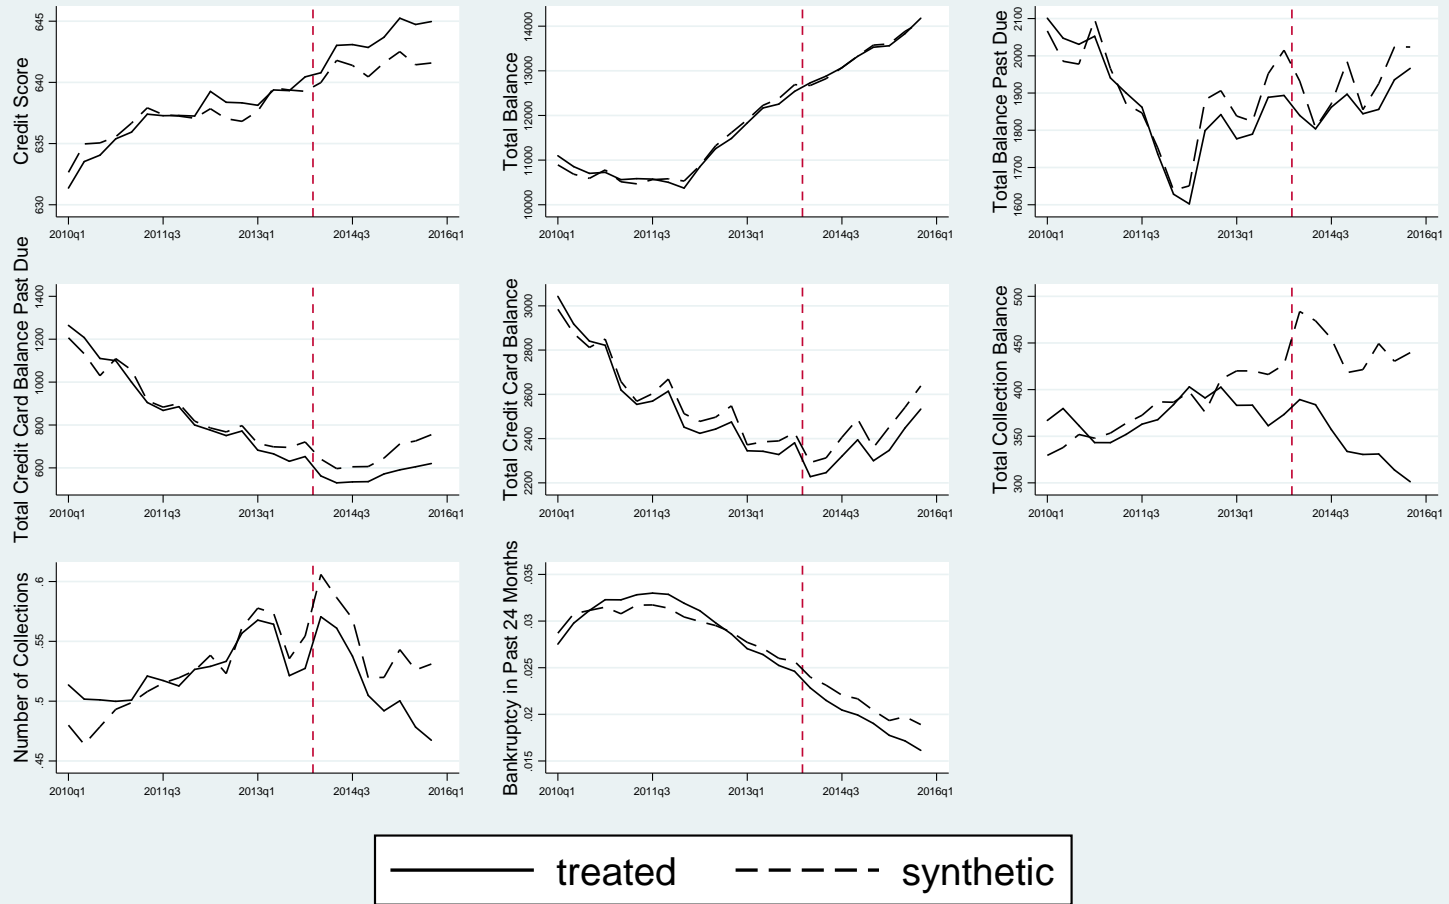 Credit Score
645
640
635
630
2010q1
2011q3
2013q1
2014q3
2016q1
Total Balance
14000
13000
12000
11000
10000
2010q1
2011q3
2013q1
2014q3
2016q1
Total Balance Past Due
2100
2000
1900
1800
1700
1600
2010q1
2011q3
2013q1
2014q3
2016q1
Total Credit Card Balance Past Due
1400
1200
1000
800
600
2010q1
2011q3
2013q1
2014q3
2016q1
Total Credit Card Balance
3000
2800
2600
2400
2200
2010q1
2011q3
2013q1
2014q3
2016q1
Total Collection Balance
500
450
400
350
300
2010q1
2011q3
2013q1
2014q3
2016q1
Number of Collections
.6
.55
.5
.45
2010q1
2011q3
2013q1
2014q3
2016q1
Bankruptcy in Past 24 Months
.035
.03
.025
.02
.015
2010q1
2011q3
2013q1
2014q3
2016q1
treated
synthetic